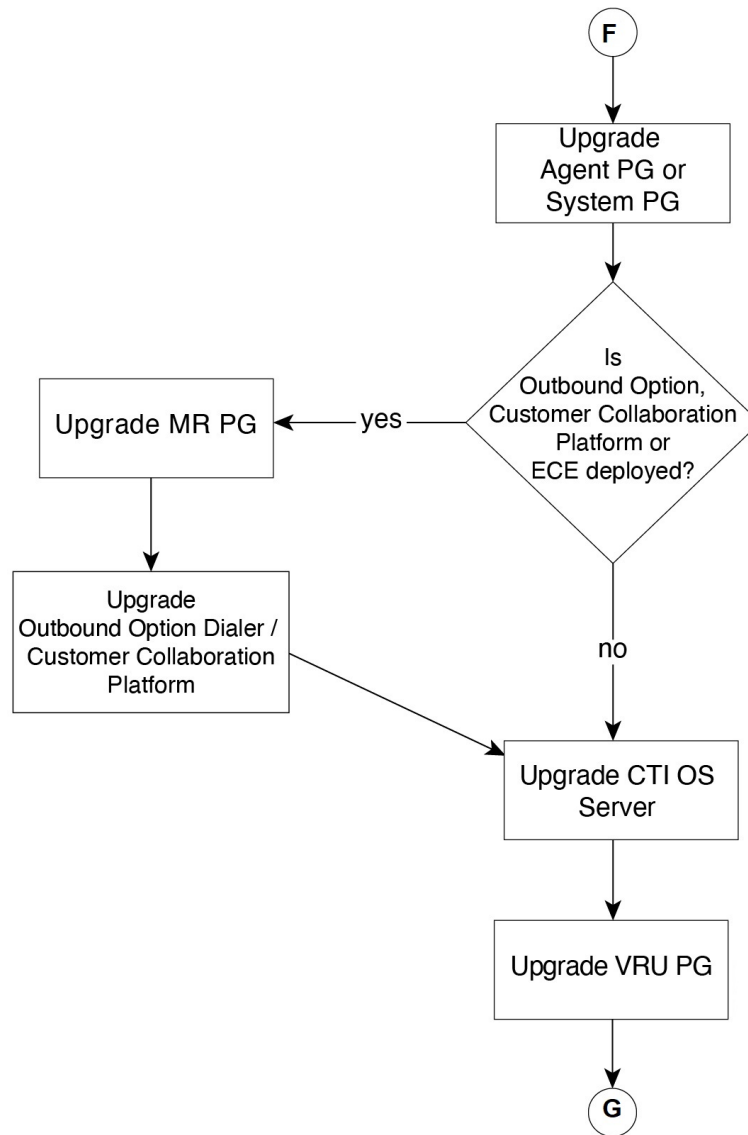 F
Upgrade
Agent PG or
System PG
Is
Outbound Option,
Customer Collaboration
Platform or
ECE deployed?
yes
Upgrade MR PG
Upgrade
Outbound Option Dialer /
Customer Collaboration
Platform
no
Upgrade CTI OS
Server
Upgrade VRU PG
G